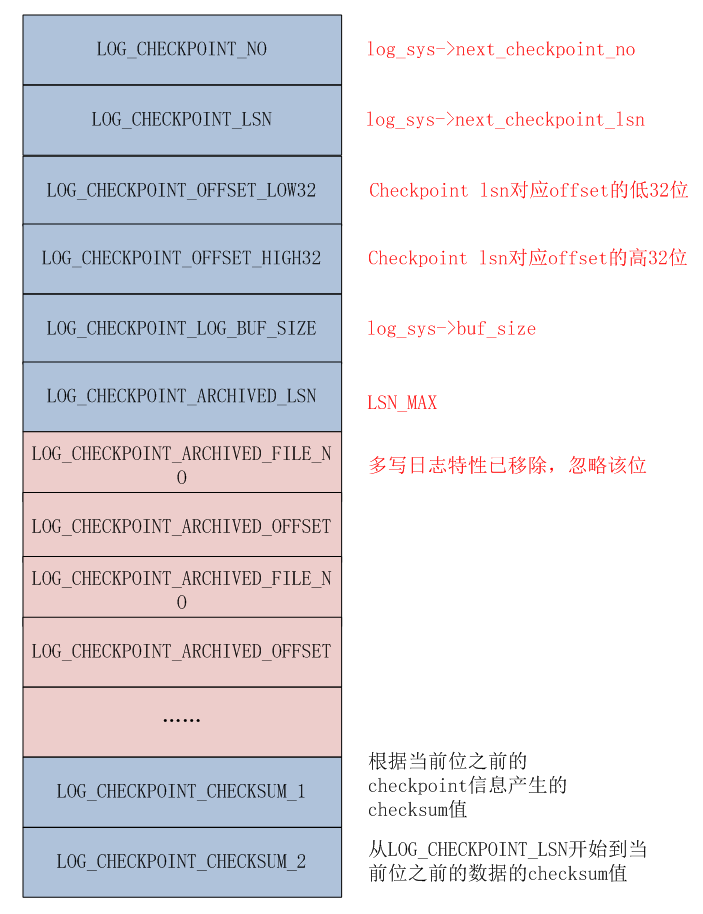 LOG_CHECKPOINT_NO
log_sys->next_checkpoint_no
LOG_CHECKPOINT_LSN
log_sys->next_checkpoint_lsn
LOG_CHECKPOINT_OFFSET_LOW32
Checkpoint lsn对应offset的低32位
LOG_CHECKPOINT_OFFSET_HIGH32
Checkpoint lsn对应offset的高32位
LOG_CHECKPOINT_LOG_BUF_SIZE
log_sys->buf_size
LOG_CHECKPOINT_ARCHIVED_LSN
LSN_MAX
LOG_CHECKPOINT_ARCHIVED_FILE_N
O
多写日志特性已移除，忽略该位
LOG_CHECKPOINT_ARCHIVED_OFFSET
LOG_CHECKPOINT_ARCHIVED_FILE_N
O
LOG_CHECKPOINT_ARCHIVED_OFFSET
……
LOG_CHECKPOINT_CHECKSUM_1
根据当前位之前的
checkpoint信息产生的
checksum值
LOG_CHECKPOINT_CHECKSUM_2
从LOG_CHECKPOINT_LSN开始到当
前位之前的数据的checksum值